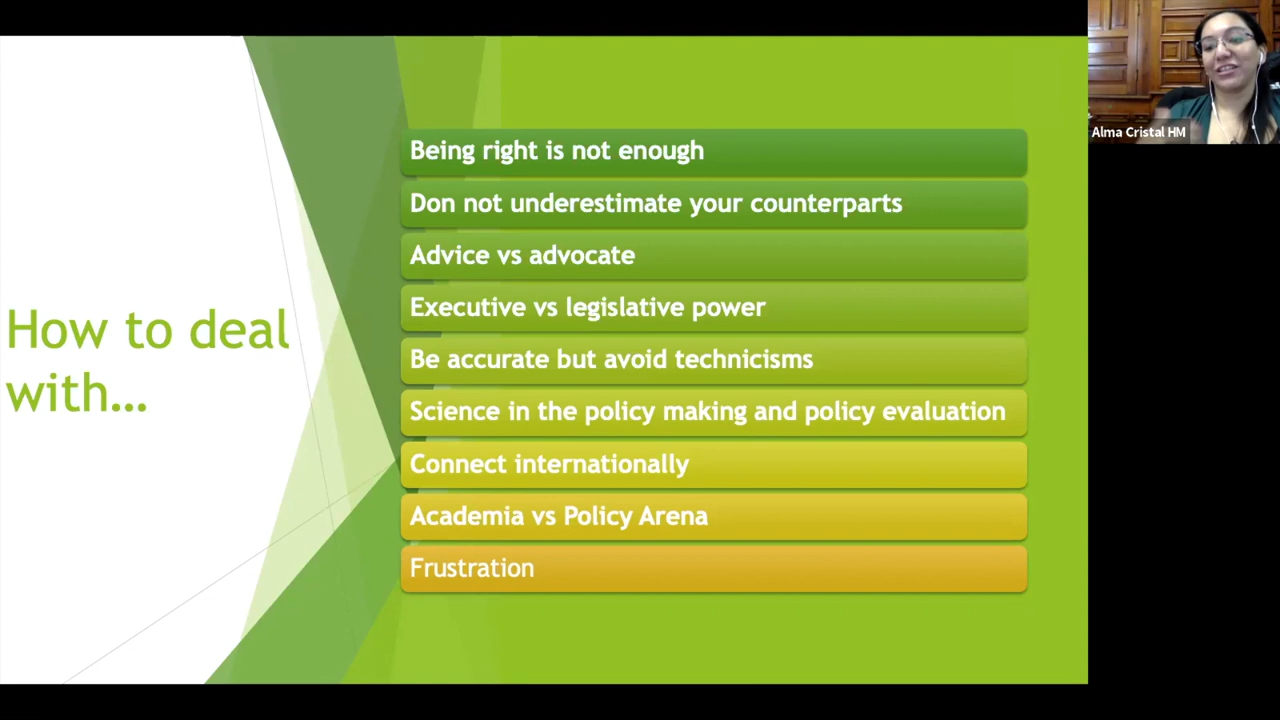 How to deal
with...
Being right is not enough
Don not underestimate your counterparts
Advice vs advocate
Executive vs legislative power
Be accurate but avoid technicisms
Science in the policy making and policy evaluation
Connect internationally
Academia vs Policy Arena
Frustration
Alma Cristal HM